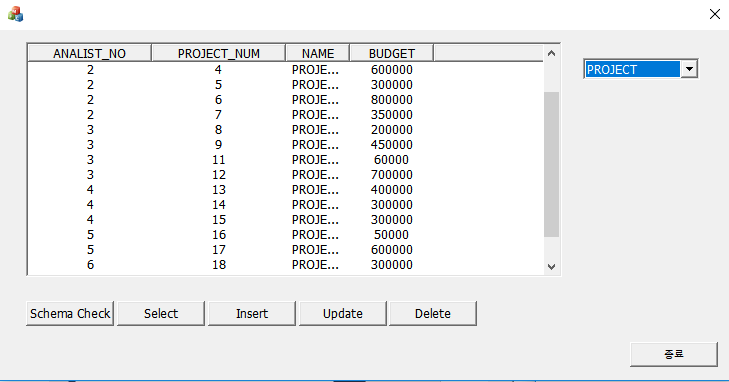 ANALIST_NO PROJECT_NUM NAME BUDGET
2 4 PROJE... 600000
2 5 PROJE... 300000
2 6 PROJE... 800000
2 7 PROJE... 350000
3 8 PROJE... 200000
3 9 PROJE... 450000
3 11 PROJE... 60000
3 12 PROJE... 700000
4 13 PROJE... 400000
4 14 PROJE... 300000
4 15 PROJE... 300000
5 16 PROJE... 50000
5 17 PROJE... 600000
6 18 PROJE... 300000
PROJECT
Schema Check Select Insert Update Delete
종료